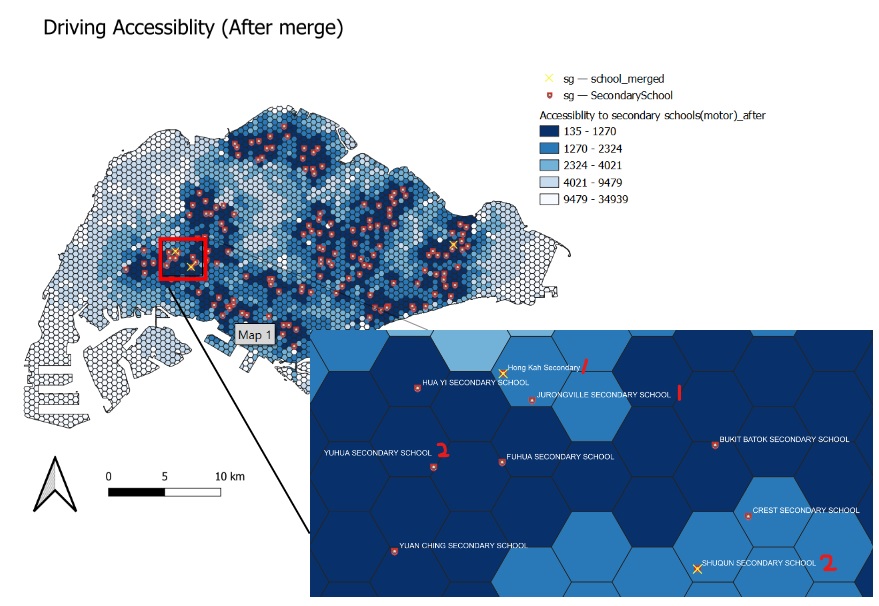 Driving Accessiblity (After merge)
sg — school_merged
sg — SecondarySchool
Accessiblity to secondary schools(motor)_after
135 - 1270
1270 - 2324
2324 - 4021
4021 - 9479
9479 - 34939
Map 1
Hong Kah Secondary 1
HUA YI SECONDARY SCHOOL
JURONGVILLE SECONDARY SCHOOL 1
BUKIT BATOK SECONDARY SCHOOL
YUHUA SECONDARY SCHOOL 2
FUHUA SECONDARY SCHOOL
CREST SECONDARY SCHOOL
YUAN CHING SECONDARY SCHOOL
SHUQUN SECONDARY SCHOOL 2
0 5 10 km